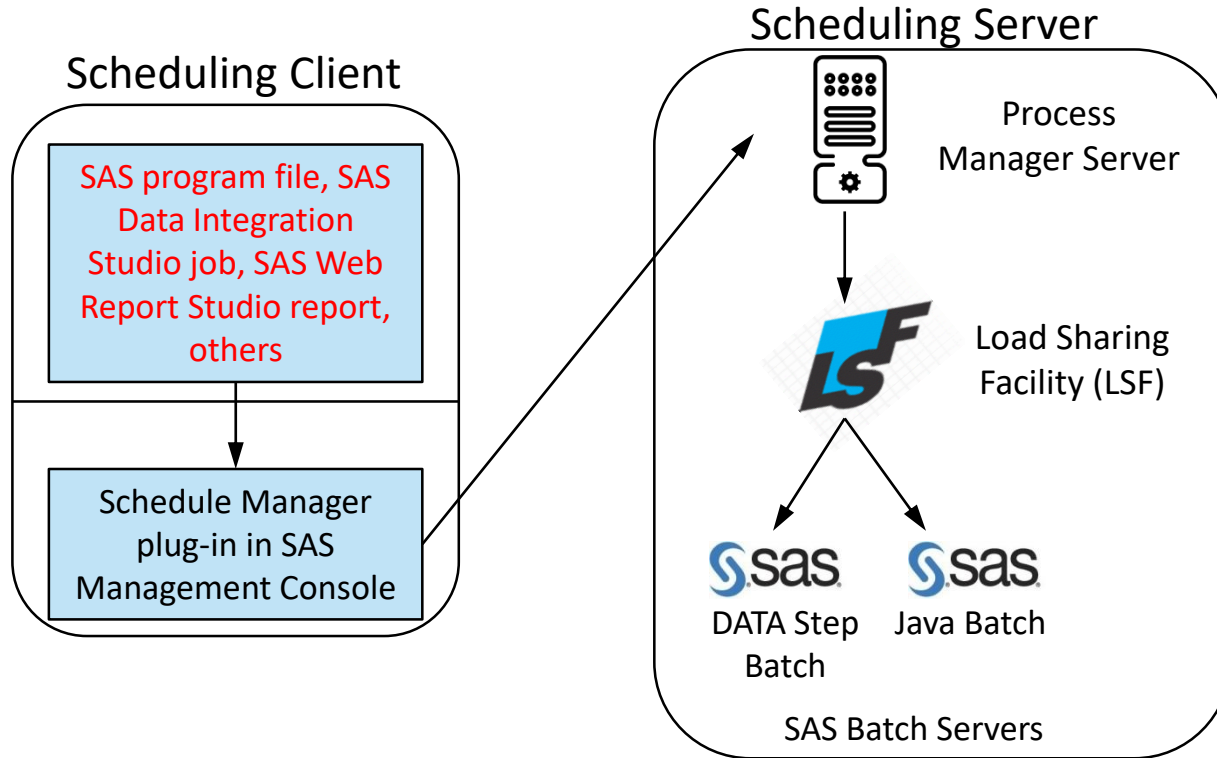 Scheduling Client
SAS program file, SAS
Data Integration
Studio job, SAS Web
Report Studio report,
others
Schedule Manager
plug-in in SAS
Management Console
Scheduling Server
Process
Manager Server
LSF
Load Sharing
Facility (LSF)
sas
DATA Step
Batch
sas
Java Batch
SAS Batch Servers